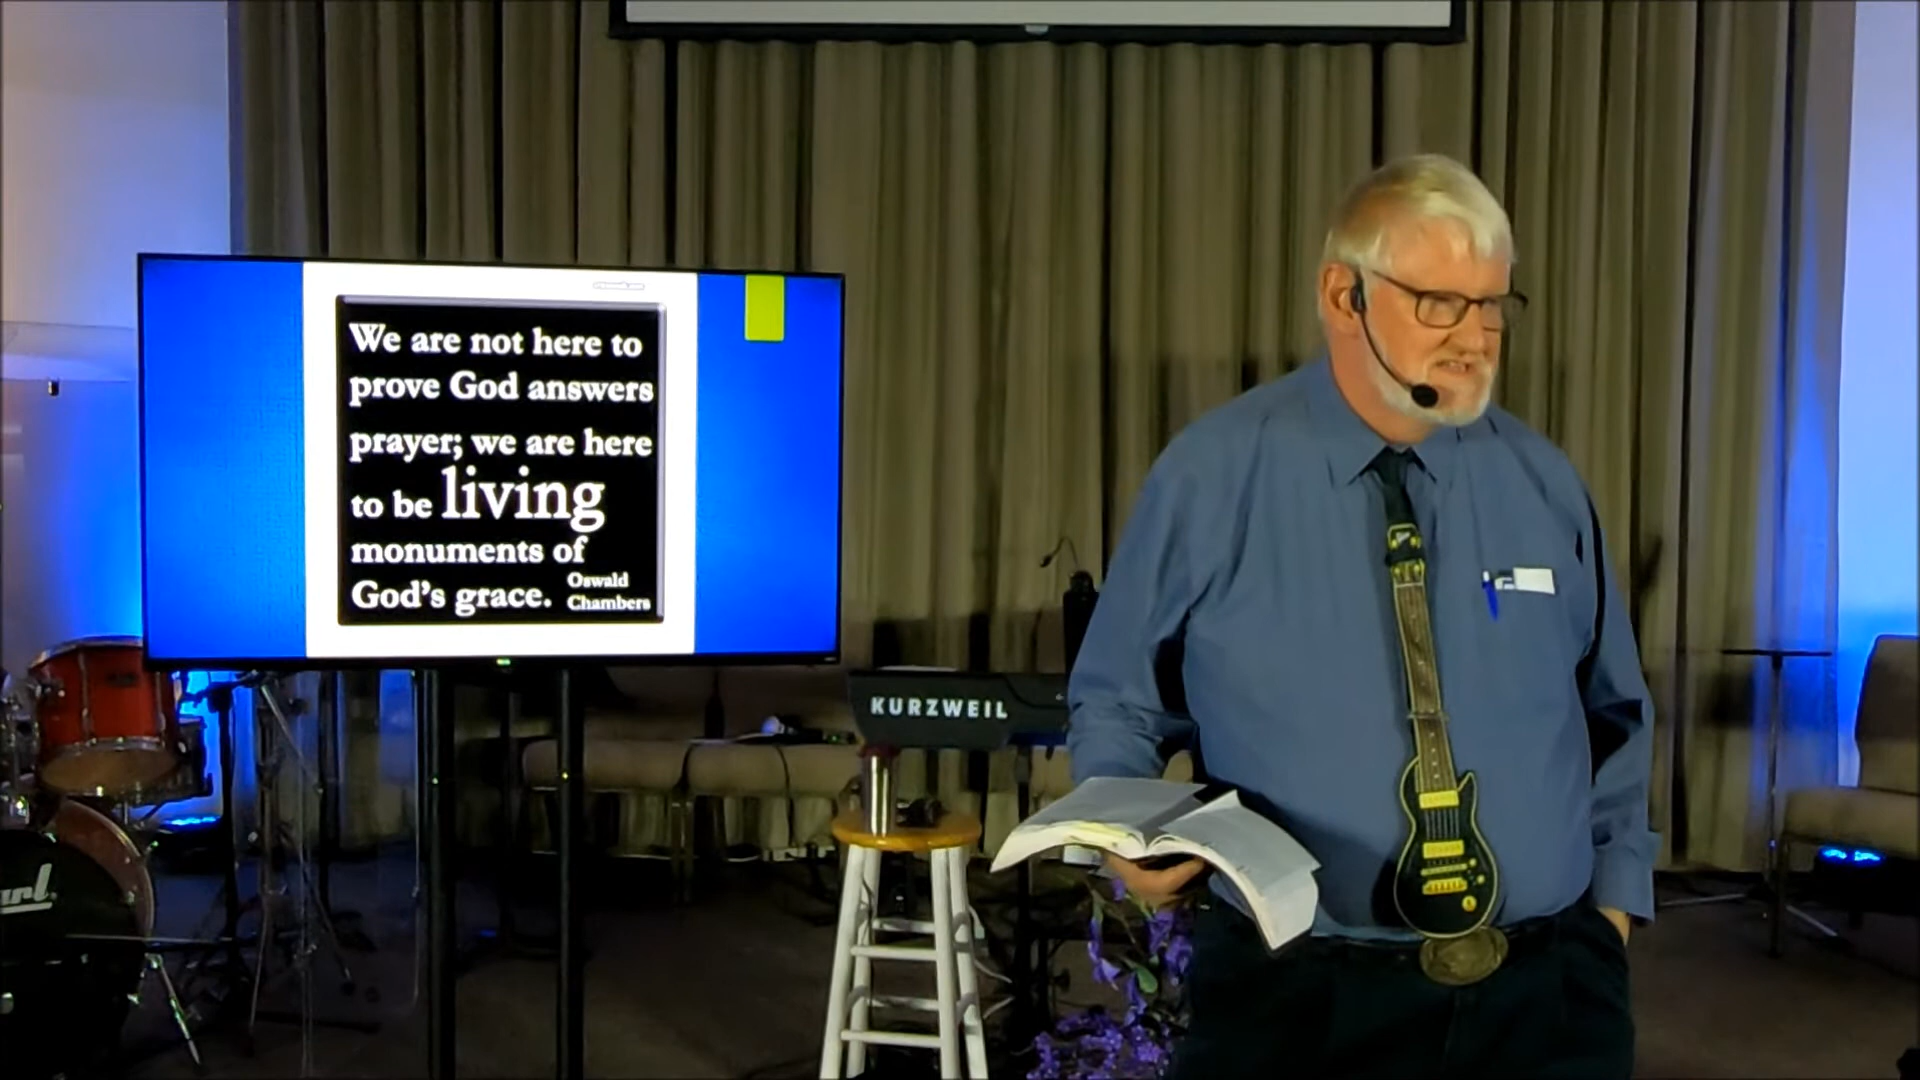 We are not here to
prove God answers
prayer; we are here
to be living
monuments of
God's grace.
Oswald
Chambers
KURZWEIL
arl